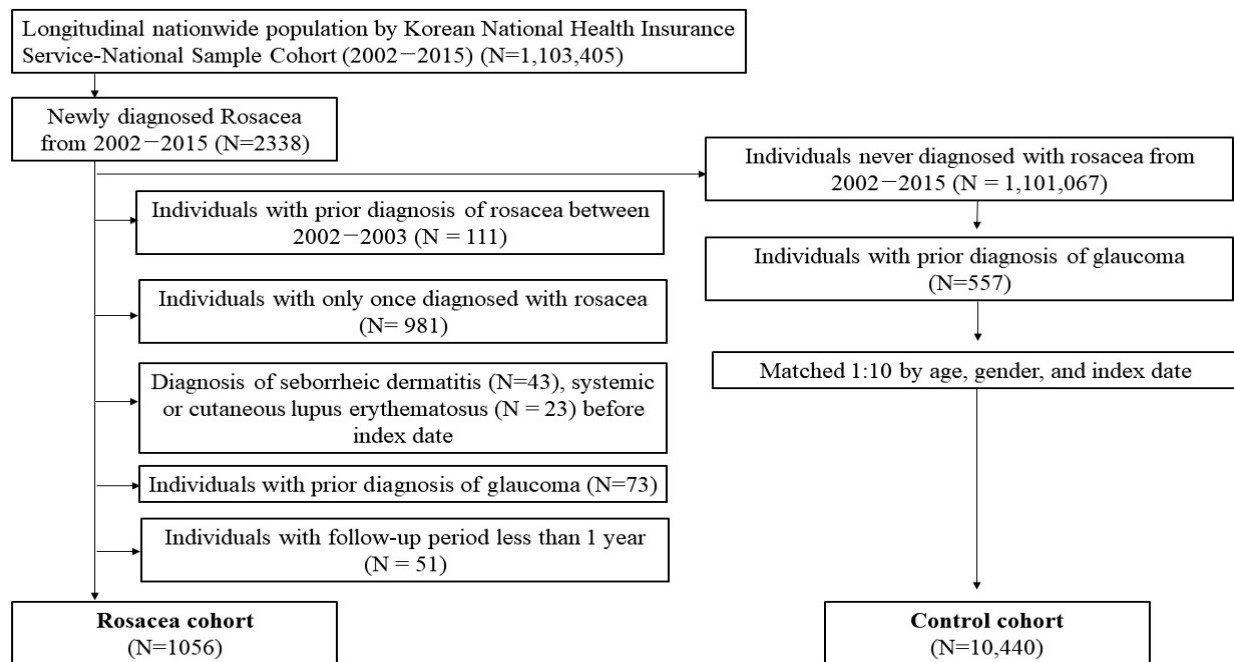 Longitudinal nationwide population by Korean National Health Insurance
Service-National Sample Cohort (2002−2015) (N=1,103,405)
Newly diagnosed Rosacea
from 2002−2015 (N=2338)
Individuals never diagnosed with rosacea from
2002−2015 (N = 1,101,067)
Individuals with prior diagnosis of rosacea between
2002−2003 (N = 111)
Individuals with prior diagnosis of glaucoma
(N=557)
Individuals with only once diagnosed with rosacea
(N= 981)
Matched 1:10 by age, gender, and index date
Diagnosis of seborrheic dermatitis (N=43), systemic
or cutaneous lupus erythematosus (N = 23) before
index date
Individuals with prior diagnosis of glaucoma (N=73)
Individuals with follow-up period less than 1 year
(N = 51)
Rosacea cohort
(N=1056)
Control cohort
(N=10,440)